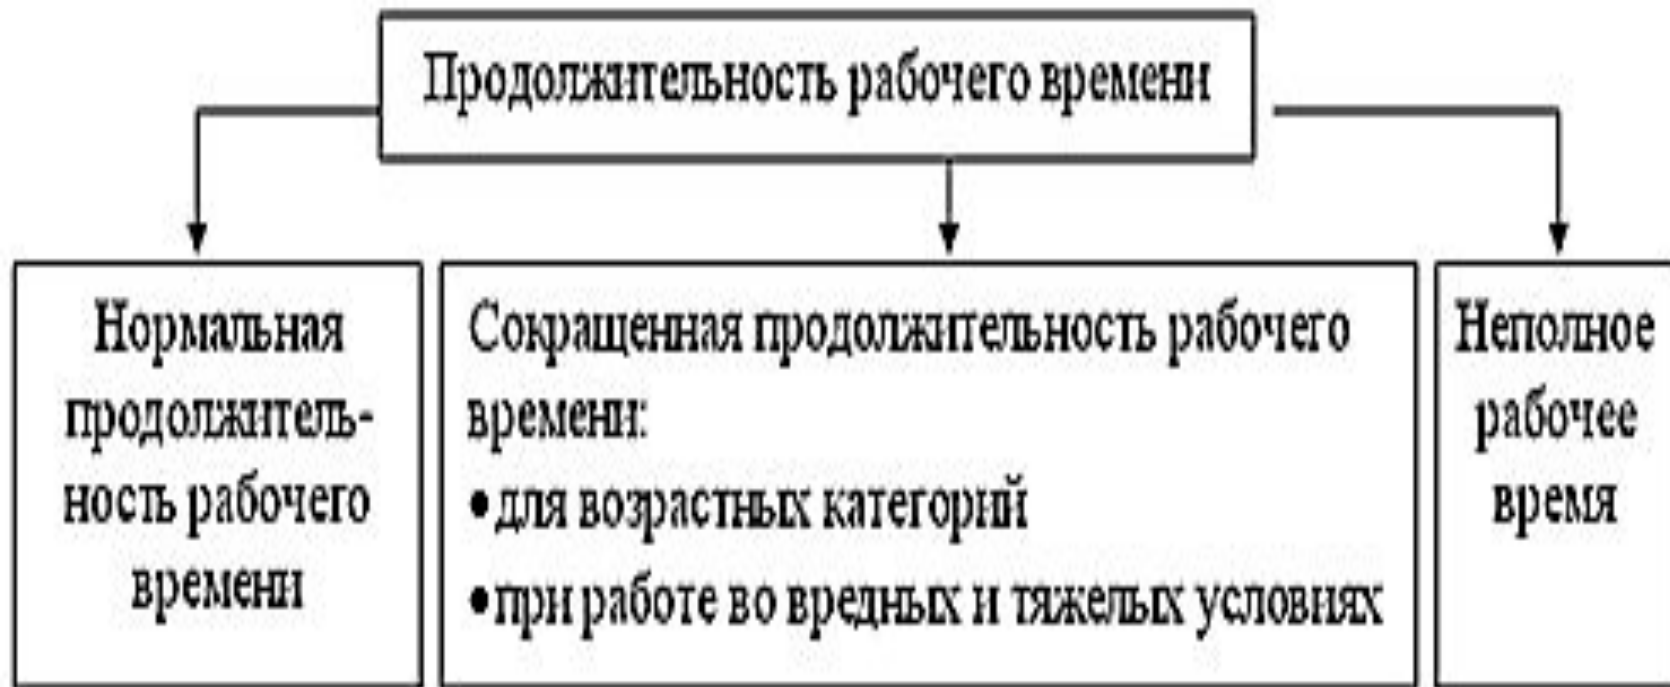 Продолжительность рабочего времени
Нормальная
продолжитель-
ность рабочего
времени
Сокращенная продолжительность рабочего
времени:
•для возрастных категорий
•при работе во вредных и тяжелых условиях
Неполное
рабочее
время